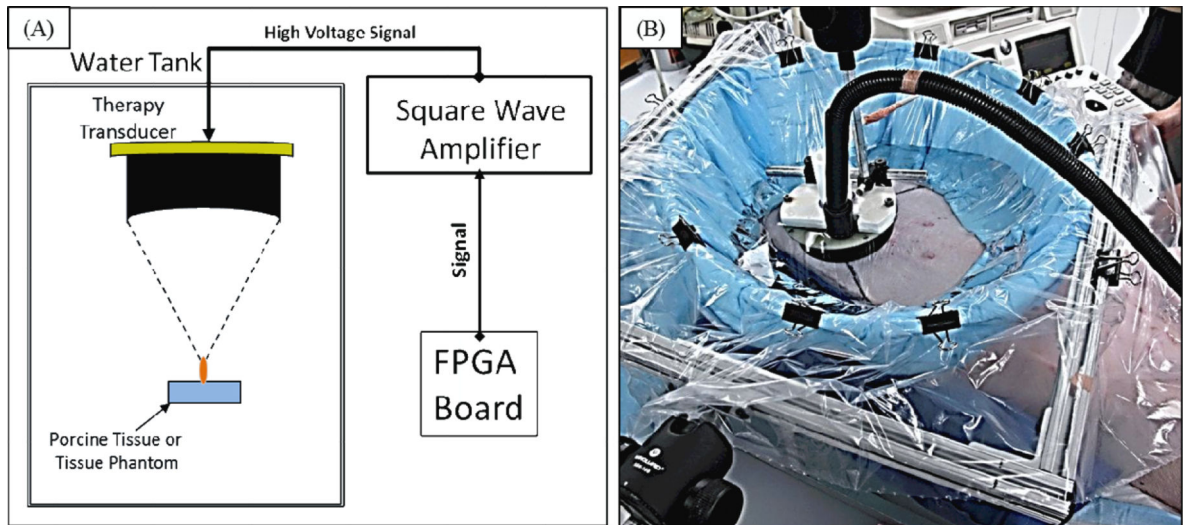 (A)
High Voltage Signal
Water Tank
Therapy
Transducer
Square Wave
Amplifier
Signal
FPGA
Board
Porcine Tissue or
Tissue Phantom
(B)